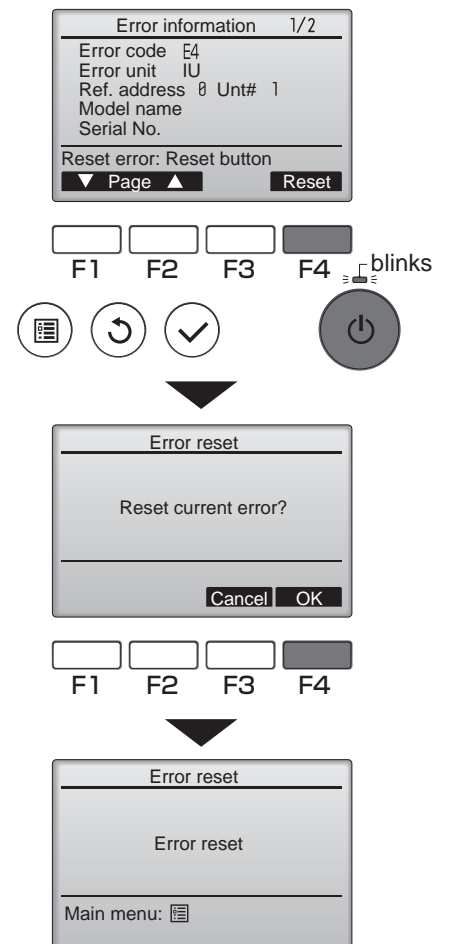 Error information 1/2
Error code E4
Error unit IU
Ref. address 0 Unt# 1
Model name
Serial No.
Reset error: Reset button
▼ Page ▲ Reset
F1 F2 F3 F4
blinks
Error reset
Reset current error?
Cancel OK
F1 F2 F3 F4
Error reset
Error reset
Main menu: